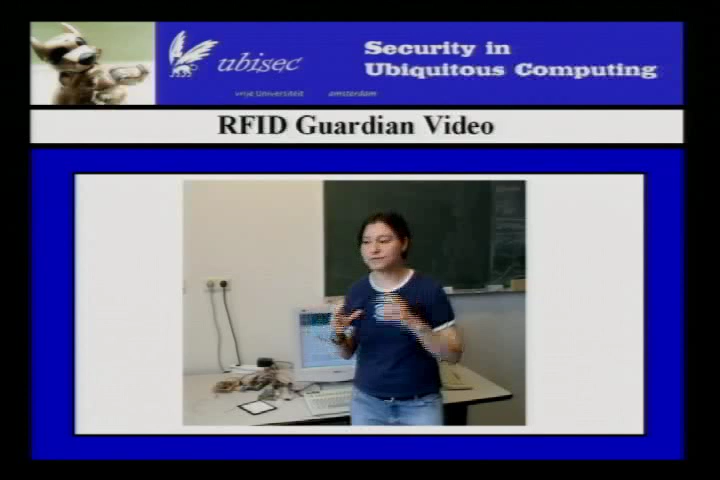 ubisec
Security in
Ubiquitous Computing
vrije Universiteit amsterdam
RFID Guardian Video